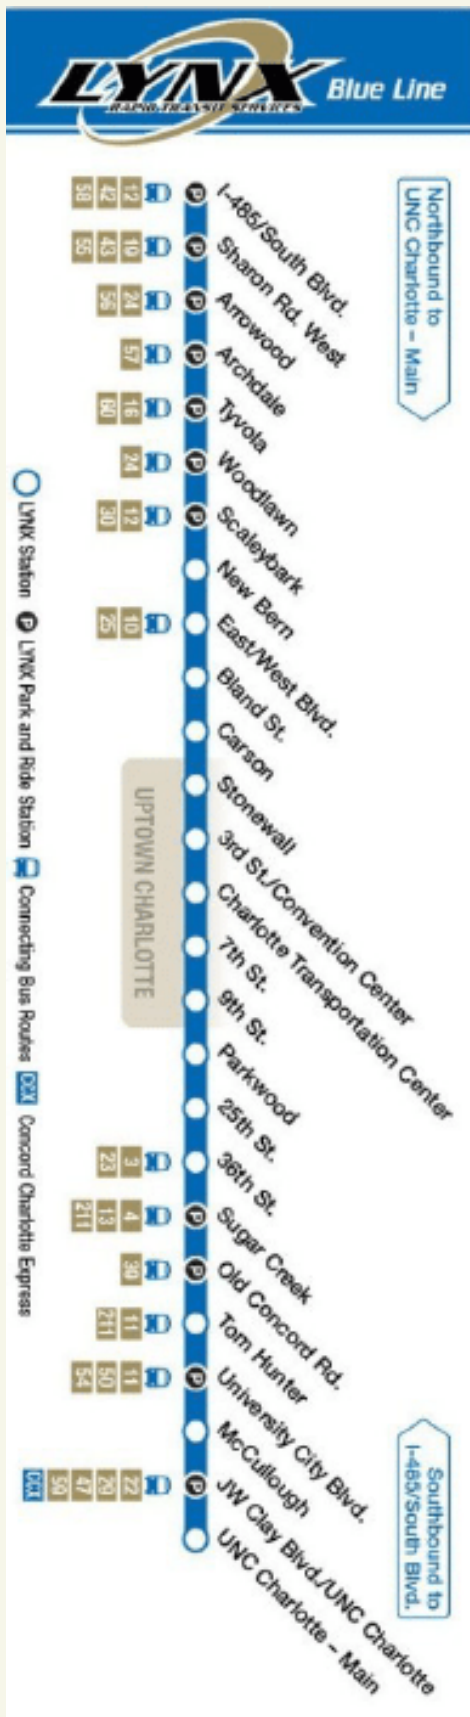 LYNX
RAPID TRANSIT SERVICES
Blue Line
Northbound to
UNC Charlotte – Main
I-485/South Blvd.
12 42 58
Sharon Rd. West
19 43 55
Arrowood
24 56
Archdale
57
Tyvola
16 60
Woodlawn
24
Scaleybark
12 30
New Bern
East/West Blvd.
10 25
Bland St.
Carson
Stonewall
3rd St./Convention Center
Charlotte Transportation Center
7th St.
9th St.
UPTOWN CHARLOTTE
Parkwood
25th St.
36th St.
3 23
Sugar Creek
4 13 211
Old Concord Rd.
39
Tom Hunter
11 211
University City Blvd.
11 50 54
McCullough
JW Clay Blvd./UNC Charlotte
22 29 47 59 DCX
UNC Charlotte – Main
Southbound to
I-485/South Blvd.
LYNX Station P LYNX Park and Ride Station Connecting Bus Routes DCX Concord Charlotte Express